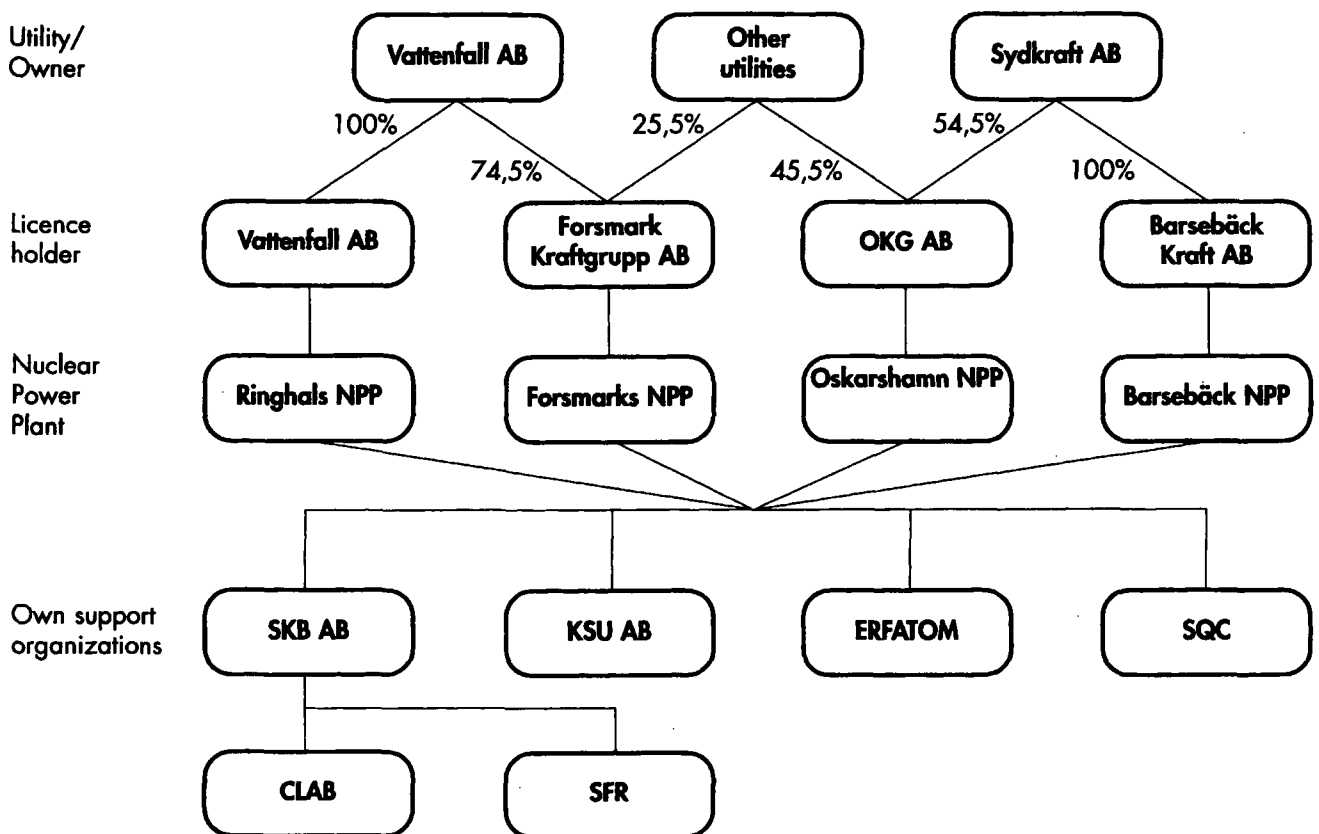 Utility/
Owner
Vattenfall AB
Other
utilities
Sydkraft AB
100%
25,5%
54,5%
74,5%
45,5%
100%
Licence
holder
Vattenfall AB
Forsmark
Kraftgrupp AB
OKG AB
Barsebäck
Kraft AB
Nuclear
Power
Plant
Ringhals NPP
Forsmarks NPP
Oskarshamn NPP
Barsebäck NPP
Own support
organizations
SKB AB
KSU AB
ERFATOM
SQC
CLAB
SFR